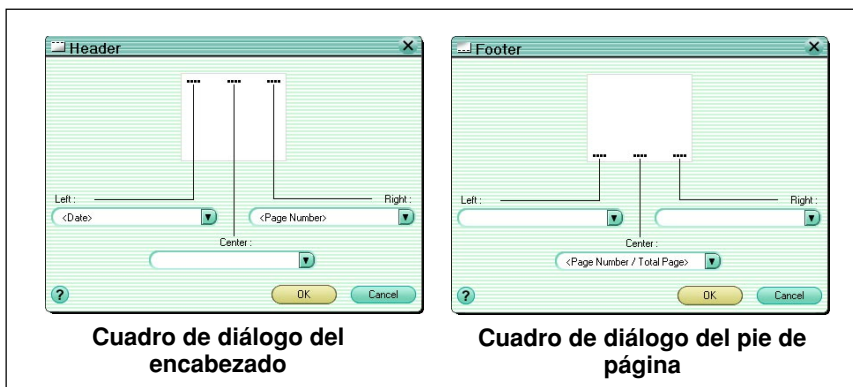 Header
Left :
Right :
<Date>
<Page Number>
Center :
?
OK
Cancel
Cuadro de diálogo del
encabezado
Footer
Left :
Right :
Center :
<Page Number / Total Page>
?
OK
Cancel
Cuadro de diálogo del pie de
página